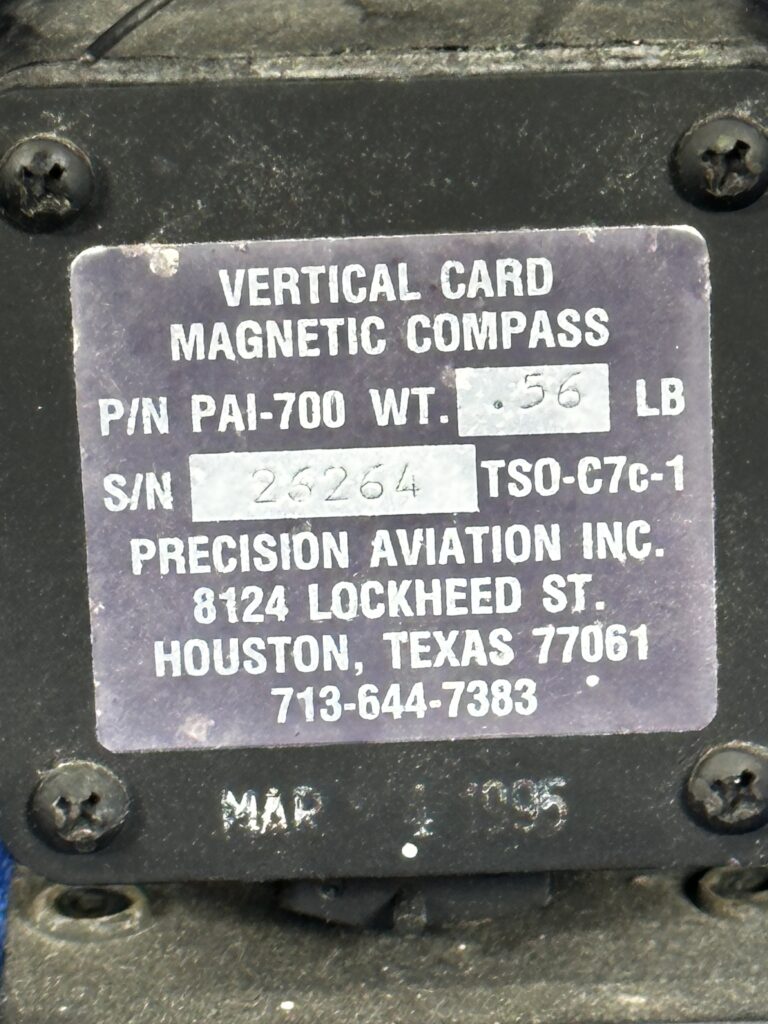 VERTICAL CARD
MAGNETIC COMPASS
P/N PAI-700 WT. .56 LB
S/N 26264 TSO-C7c-1
PRECISION AVIATION INC.
8124 LOCKHEED ST.
HOUSTON, TEXAS 77061
713-644-7383
MAR 1995